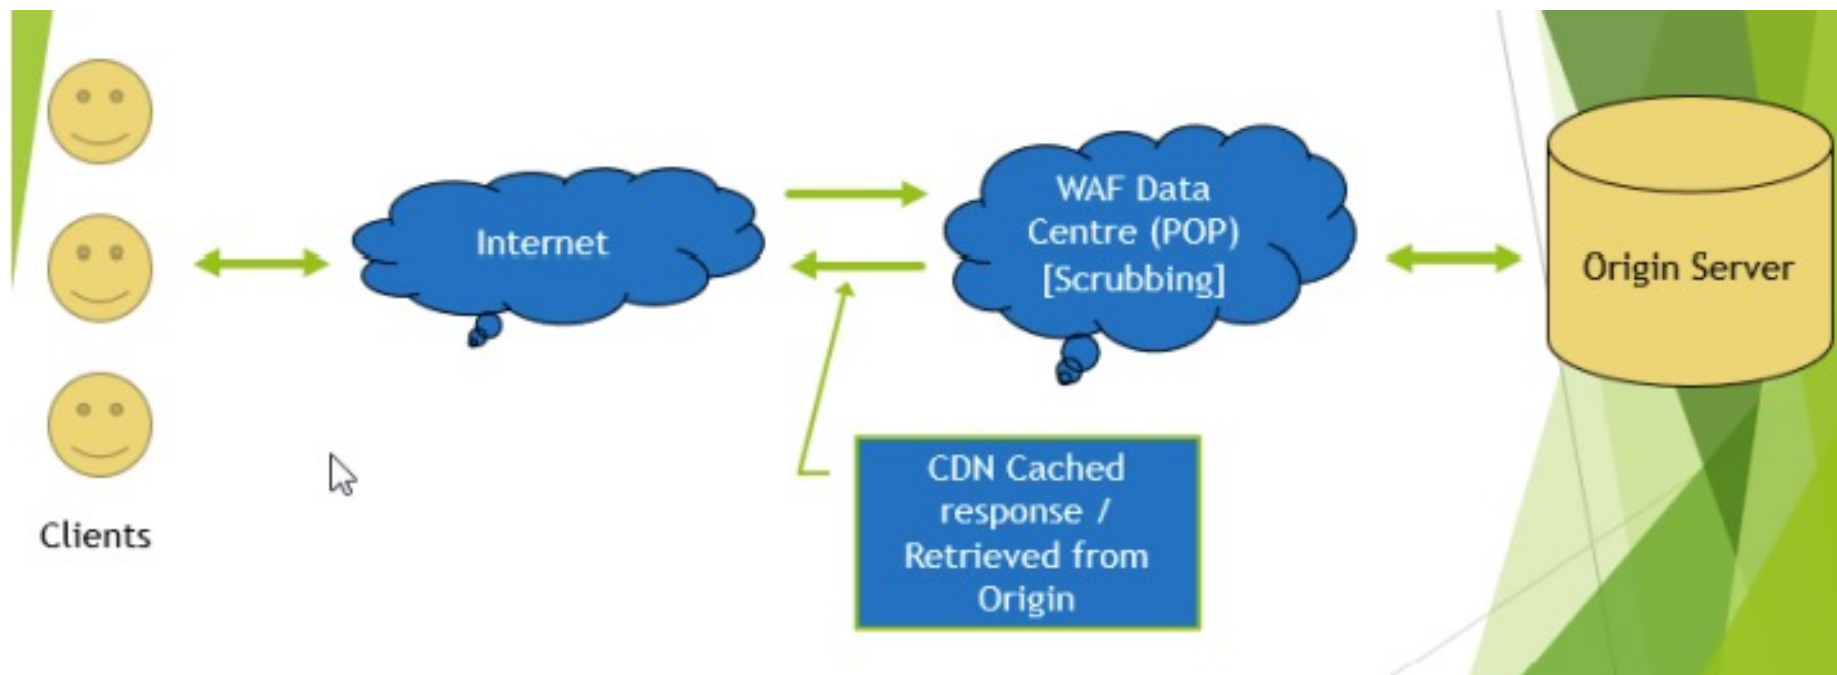 Clients
Internet
WAF Data
Centre (POP)
[Scrubbing]
Origin Server
CDN Cached
response /
Retrieved from
Origin